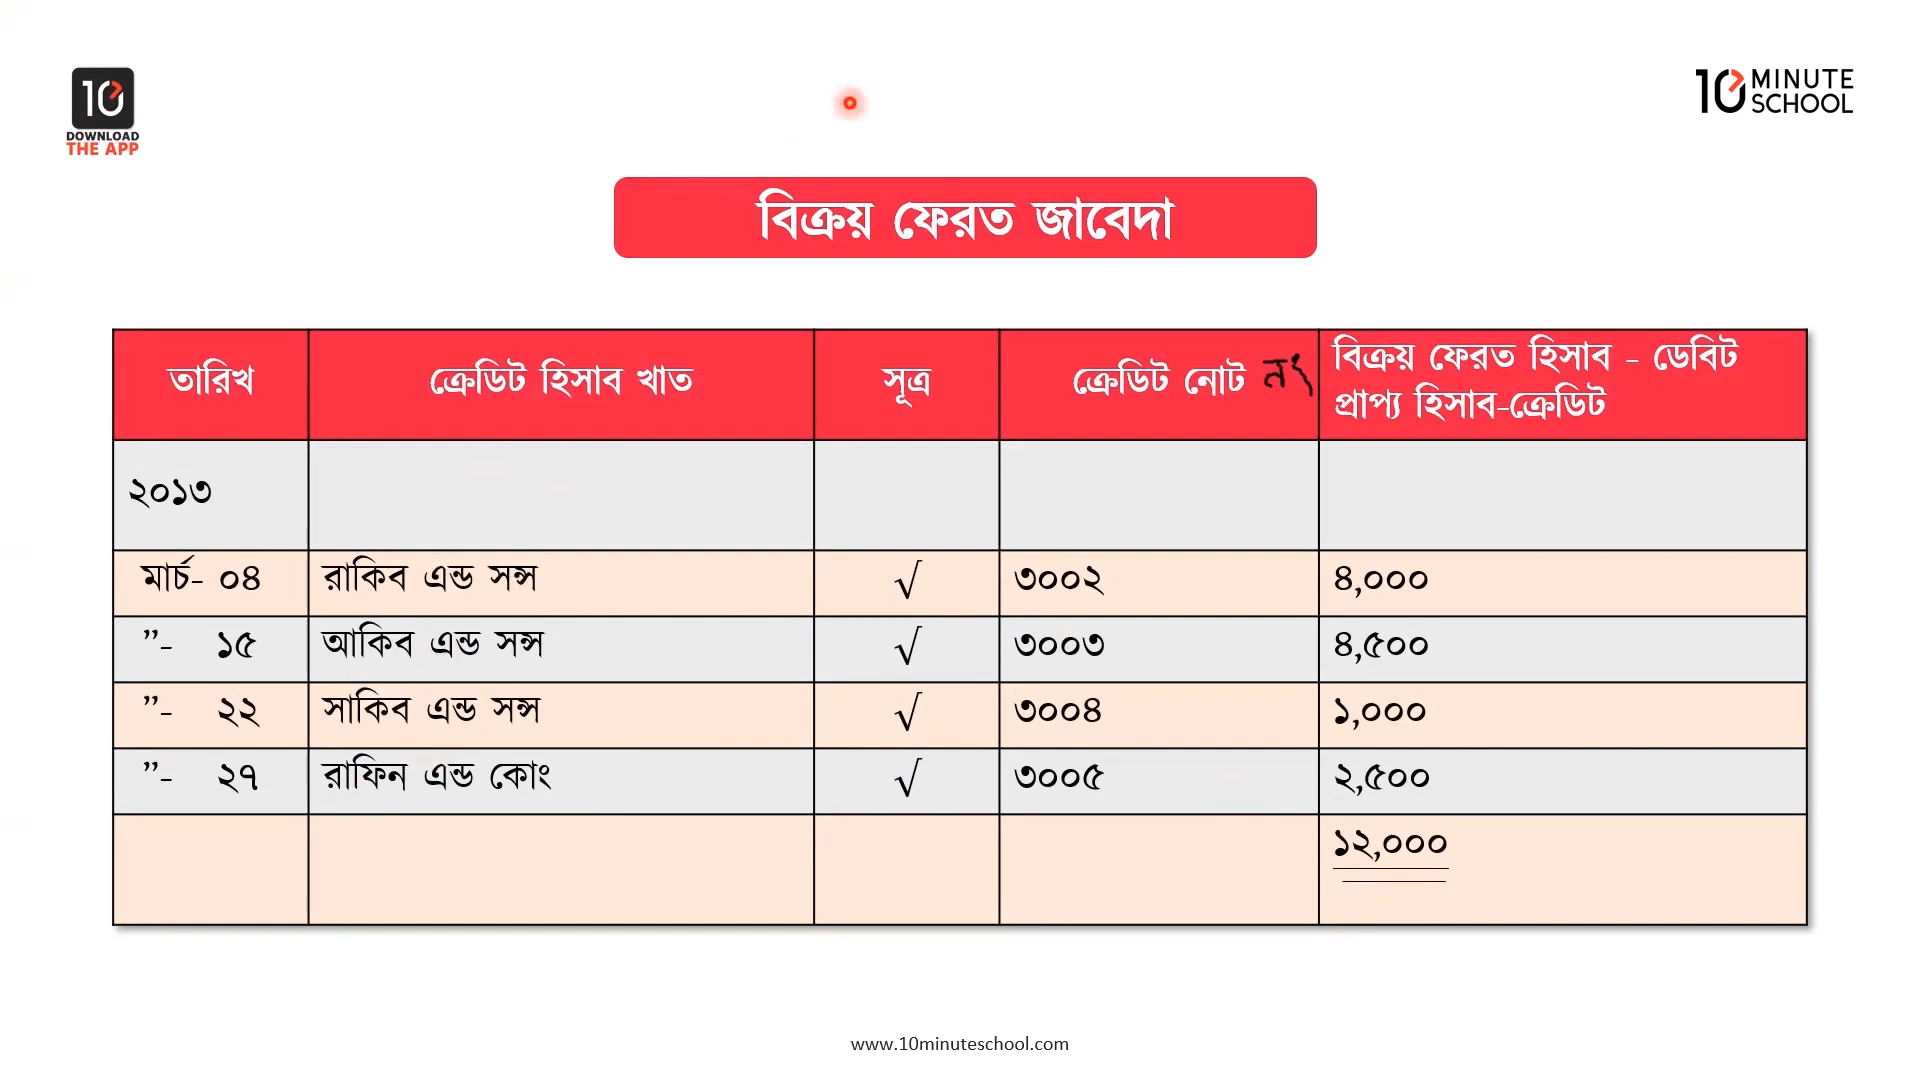 10
DOWNLOAD
THE APP
10 MINUTE
SCHOOL
বিক্রয় ফেরত জাবেদা
তারিখ ক্রেডিট হিসাব খাত সূত্র ক্রেডিট নোট নং বিক্রয় ফেরত হিসাব - ডেবিট
প্রাপ্য হিসাব-ক্রেডিট
২০১৩
মার্চ- ০৪ রাকিব এন্ড সন্স √ ৩০০২ ৪,০০০
”- ১৫ আকিব এন্ড সন্স √ ৩০০৩ ৪,৫০০
”- ২২ সাকিব এন্ড সন্স √ ৩০০৪ ১,০০০
”- ২৭ রাফিন এন্ড কোং √ ৩০০৫ ২,৫০০
১২,০০০
www.10minuteschool.com